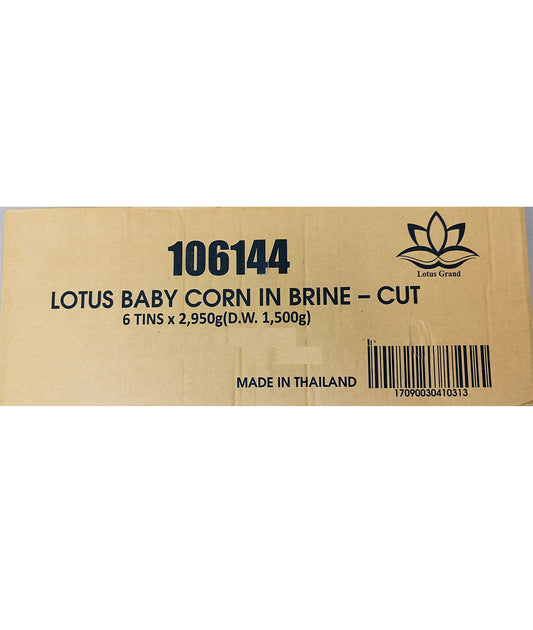 106144
Lotus Grand
LOTUS BABY CORN IN BRINE – CUT
6 TINS x 2,950g(D.W. 1,500g)
MADE IN THAILAND
17090030410313